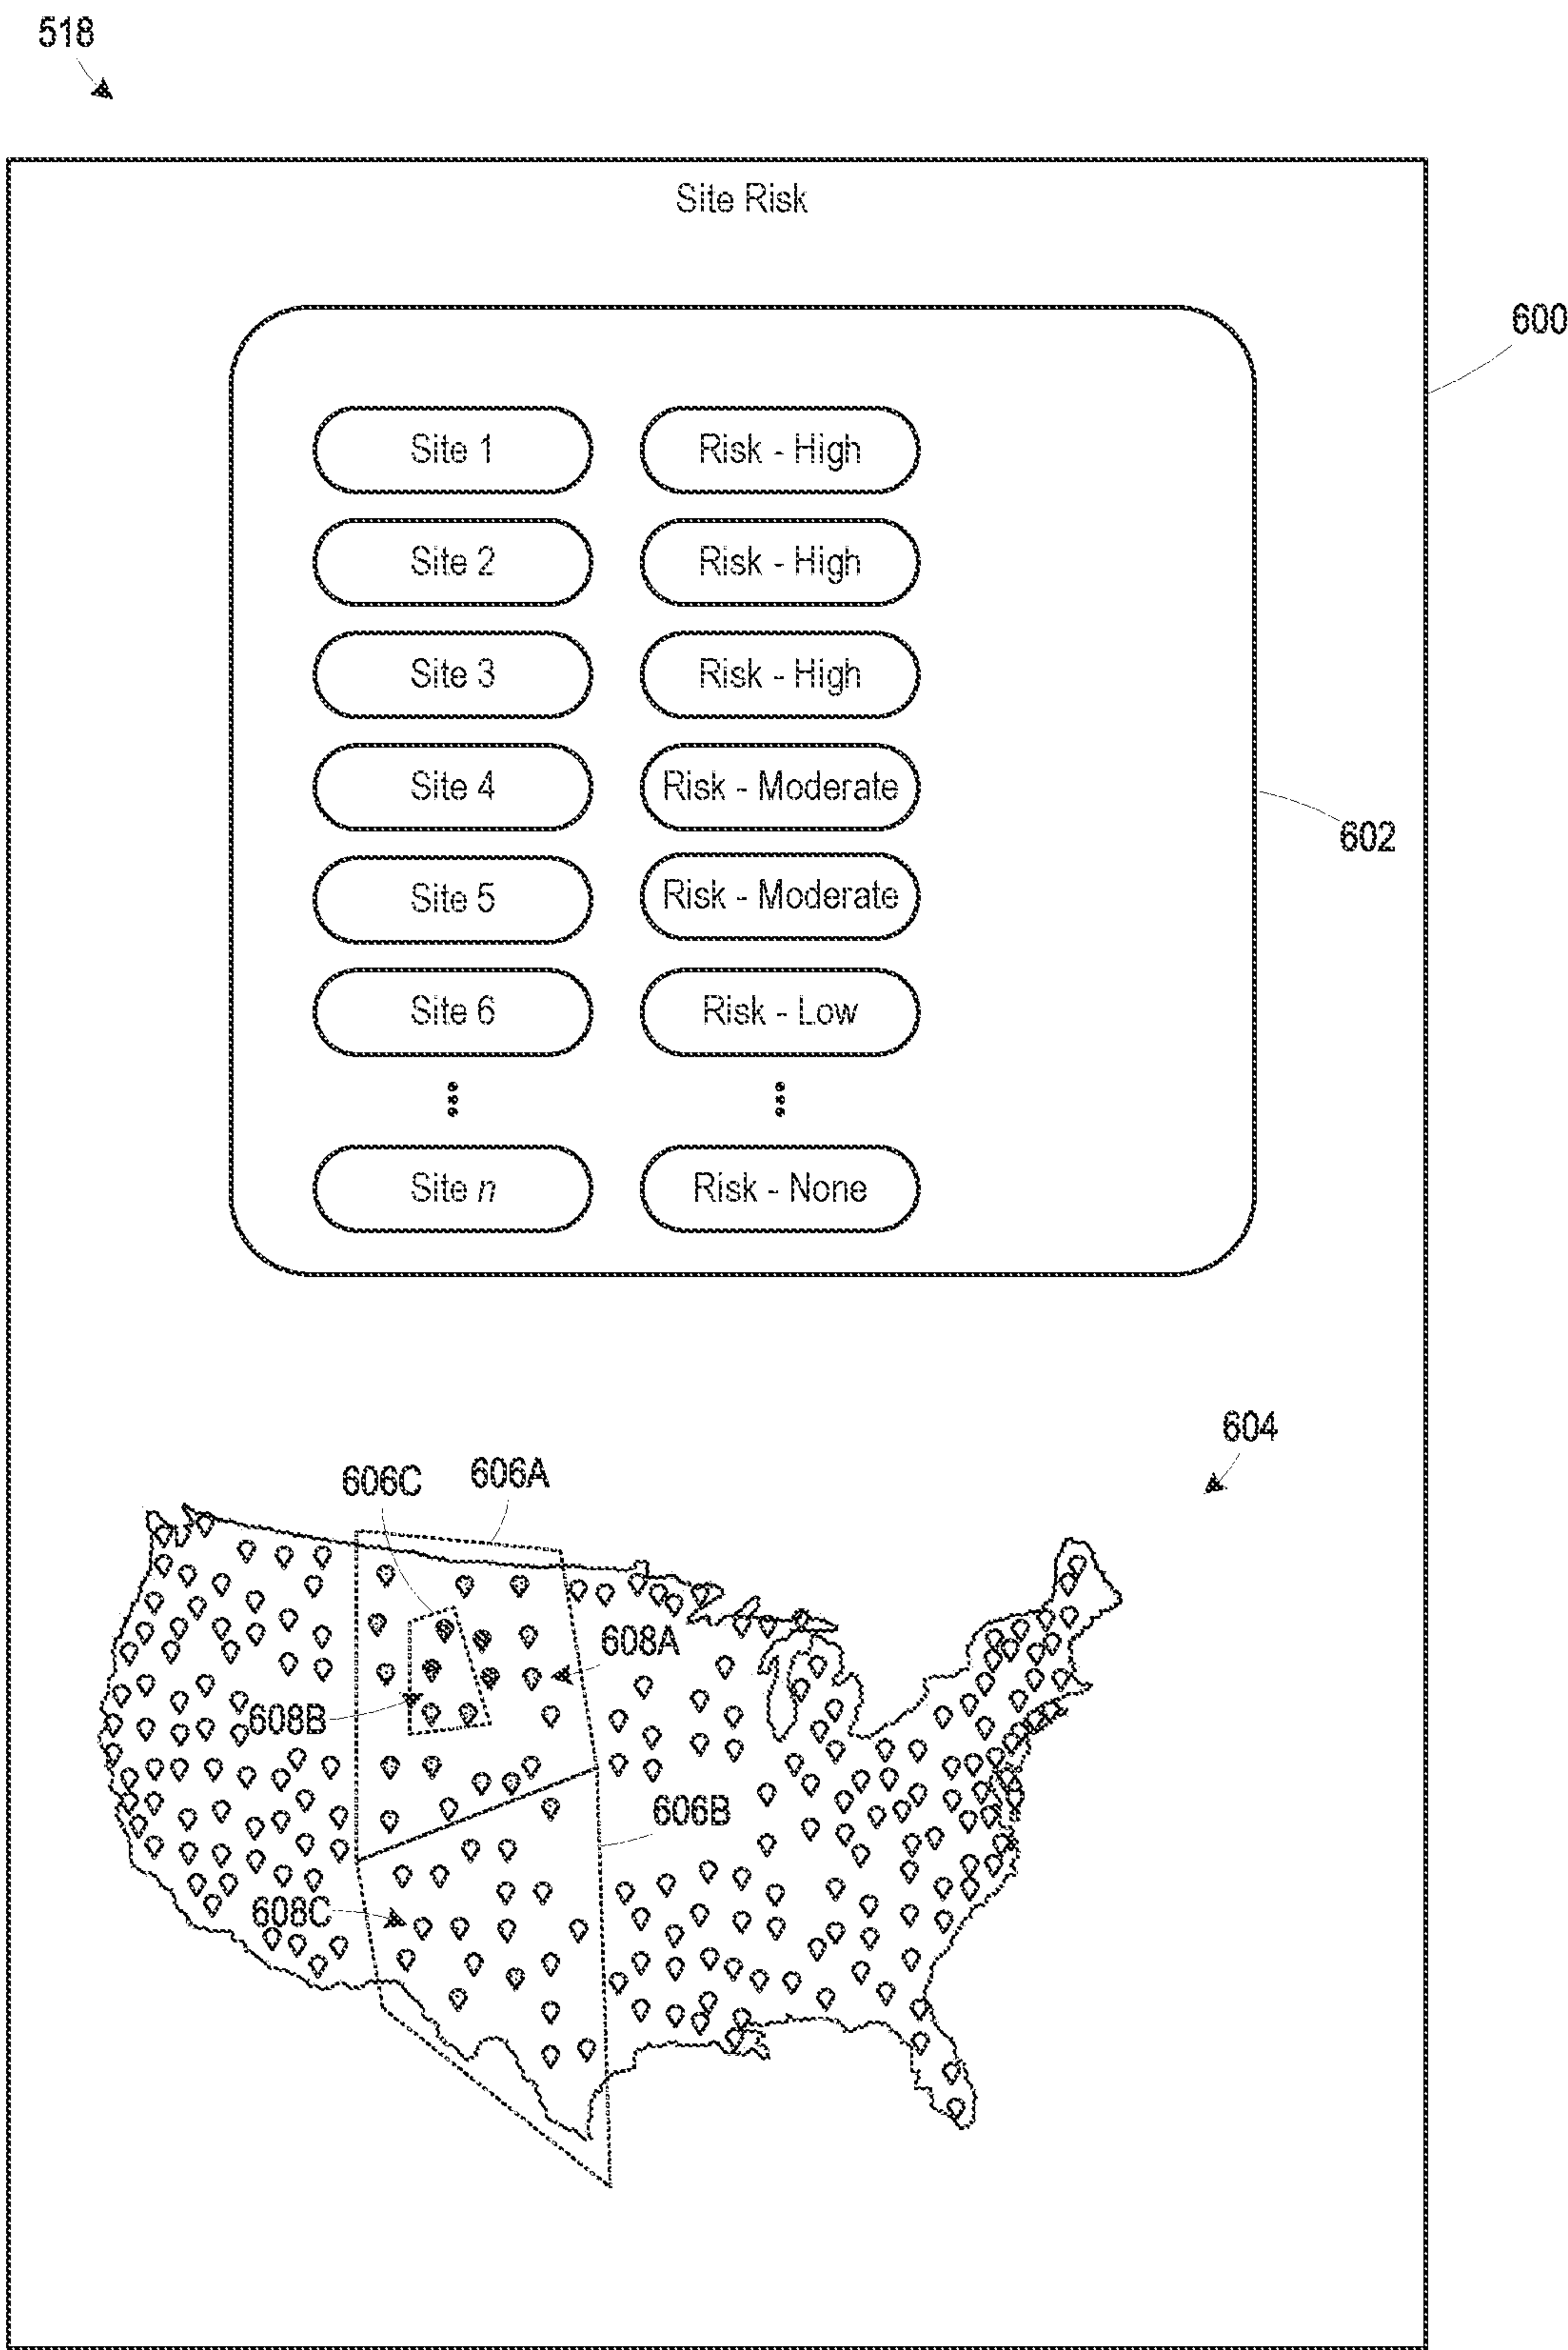 518
Site Risk
600
Site 1 Risk - High
Site 2 Risk - High
Site 3 Risk - High
Site 4 Risk - Moderate
602
Site 5 Risk - Moderate
Site 6 Risk - Low
Site n Risk - None
604
606C 606A
608A
608B
606B
608C